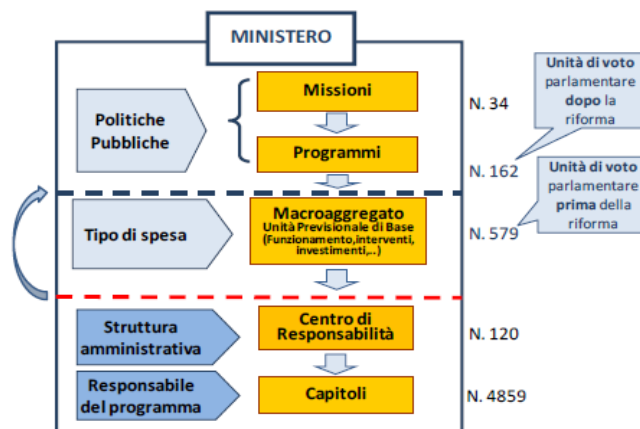 MINISTERO
Politiche
Pubbliche
Missioni
N. 34
Unità di voto
parlamentare
dopo la
riforma
Programmi
N. 162
Tipo di spesa
Macroaggregato
Unità Previsionale di Base
(Funzionamento,interventi,
investimenti,..)
N. 579
Unità di voto
parlamentare
prima della
riforma
Struttura
amministrativa
Centro di
Responsabilità
N. 120
Responsabile
del programma
Capitoli
N. 4859